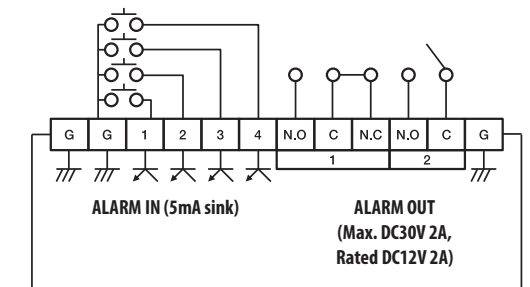 G G 1 2 3 4 N.O C N.C N.O C G
1 2
ALARM IN (5mA sink)
ALARM OUT
(Max. DC30V 2A,
Rated DC12V 2A)